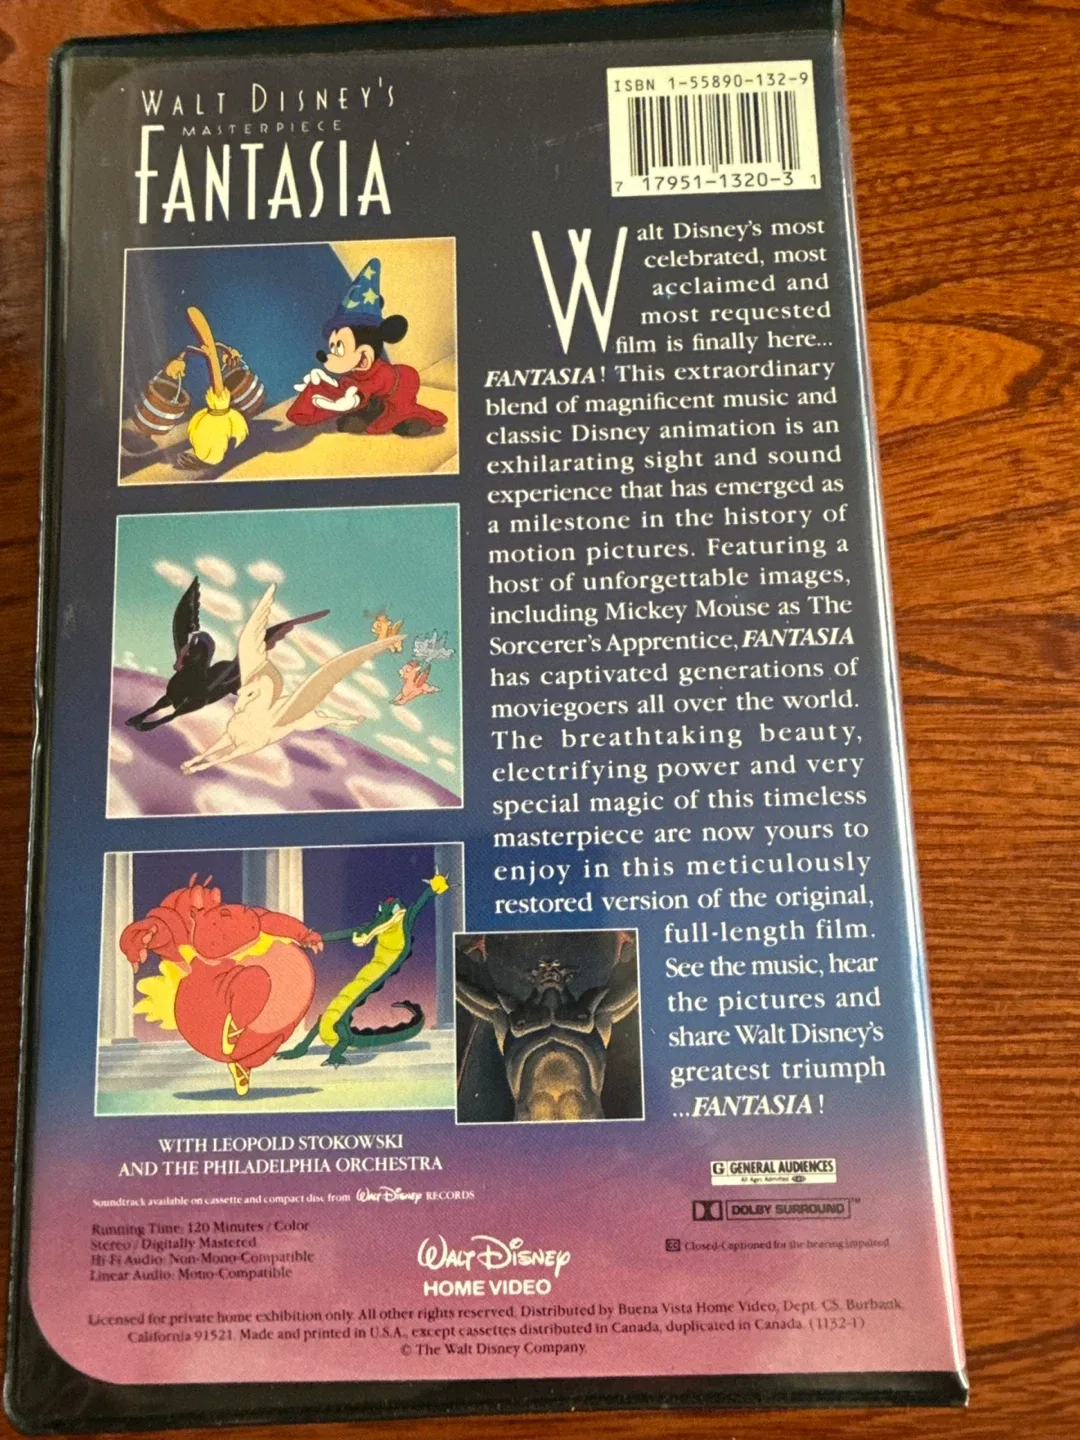 WALT DISNEY'S
MASTERPIECE
FANTASIA
ISBN 1-55890-132-9
7 17951-1320-3 1
Walt Disney's most
celebrated, most
acclaimed and
most requested
film is finally here...
FANTASIA! This extraordinary
blend of magnificent music and
classic Disney animation is an
exhilarating sight and sound
experience that has emerged as
a milestone in the history of
motion pictures. Featuring a
host of unforgettable images,
including Mickey Mouse as The
Sorcerer's Apprentice, FANTASIA
has captivated generations of
moviegoers all over the world.
The breathtaking beauty,
electrifying power and very
special magic of this timeless
masterpiece are now yours to
enjoy in this meticulously
restored version of the original,
full-length film.
See the music, hear
the pictures and
share Walt Disney's
greatest triumph
...FANTASIA!
WITH LEOPOLD STOKOWSKI
AND THE PHILADELPHIA ORCHESTRA
Soundtrack available on cassette and compact disc from Walt Disney RECORDS
Running Time: 120 Minutes / Color
Stereo / Digitally Mastered
Hi-Fi Audio: Non-Mono-Compatible
Linear Audio: Mono-Compatible
WALT DISNEY
HOME VIDEO
G GENERAL AUDIENCES
All Ages Admitted
DOLBY SURROUND™
CC Closed-Captioned for the hearing impaired.
Licensed for private home exhibition only. All other rights reserved. Distributed by Buena Vista Home Video, Dept. CS, Burbank,
California 91521. Made and printed in U.S.A., except cassettes distributed in Canada, duplicated in Canada. (1132-1)
© The Walt Disney Company.